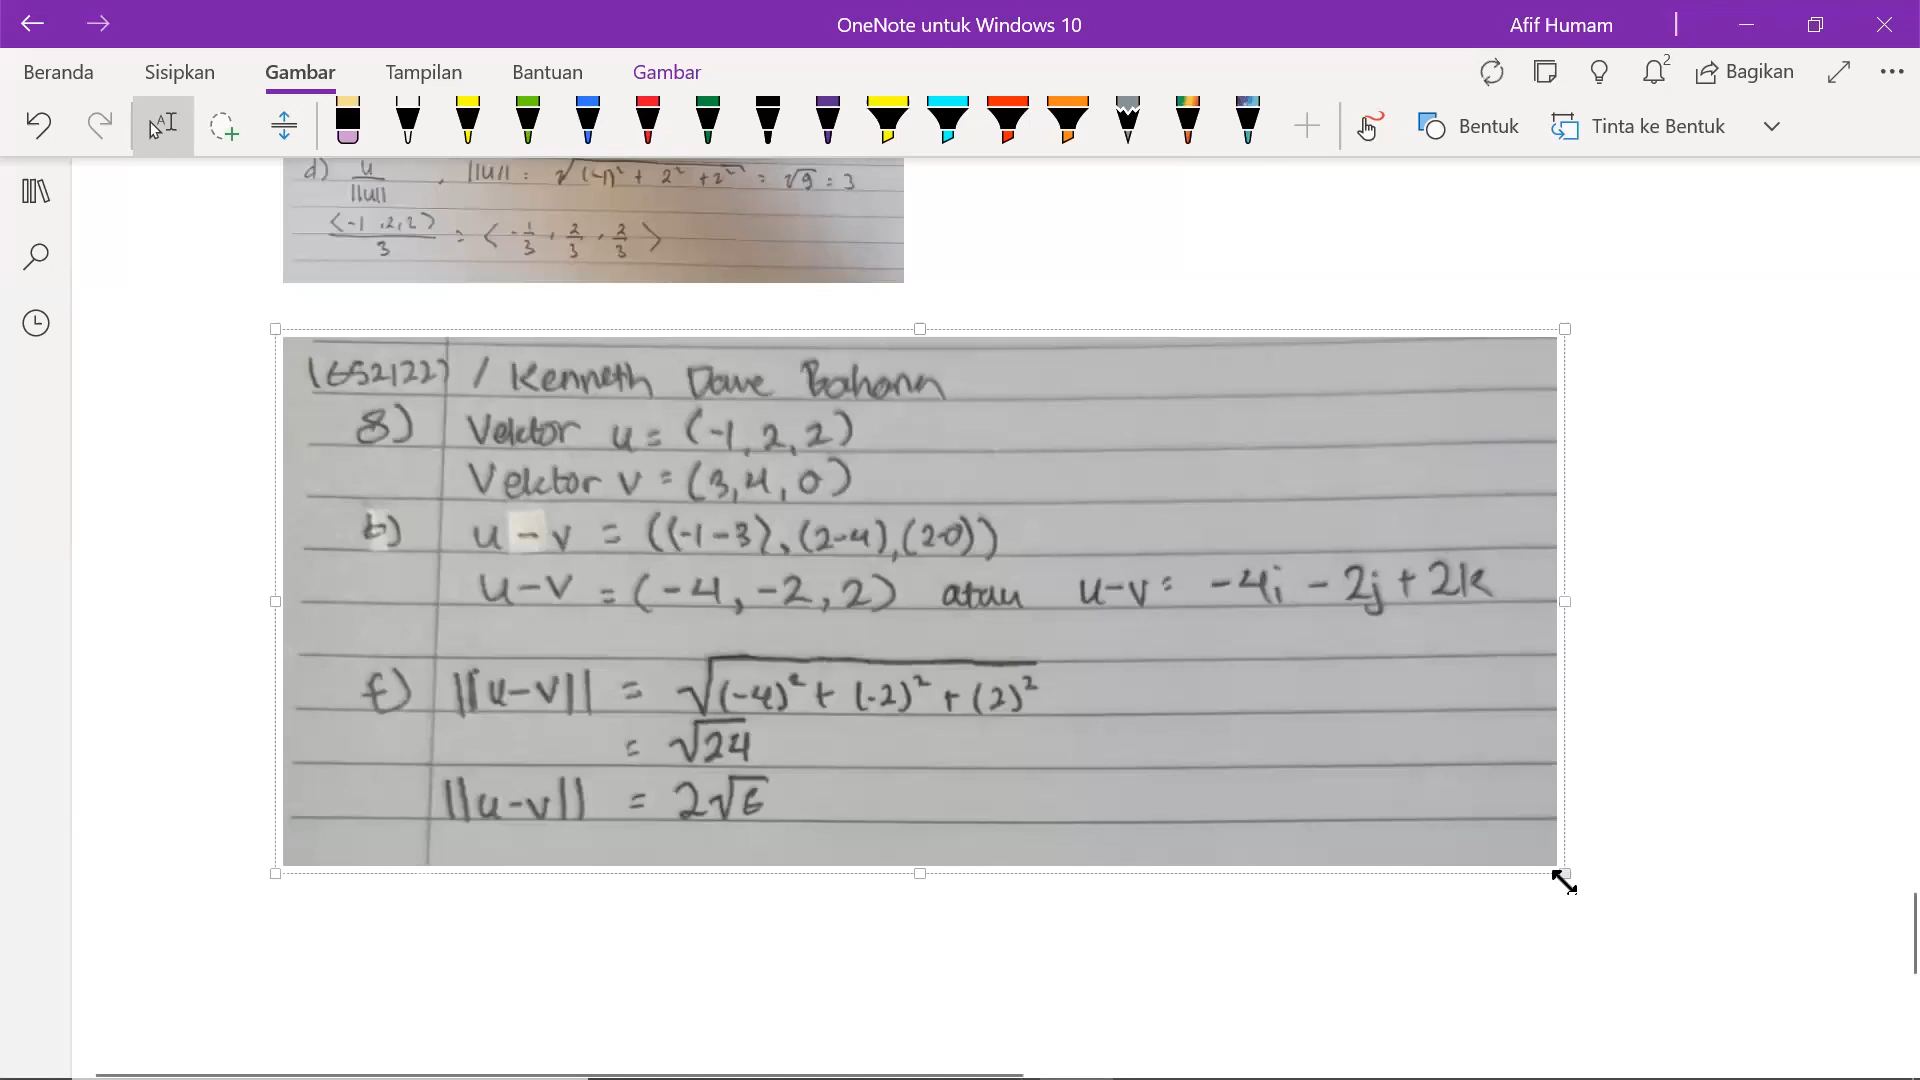 OneNote untuk Windows 10
Afif Humam
Beranda Sisipkan Gambar Tampilan Bantuan Gambar
2 Bagikan
Bentuk Tinta ke Bentuk
d) u / ||u|| , ||u|| = √(-1)² + 2² + 2² = √9 = 3
<-1,2,2> / 3 = < -1/3 , 2/3 , 2/3 >
1652122 / Kenneth Dave
8) Vektor u = (-1, 2, 2)
Vektor v = (3, 4, 0)
u - v = ((-1-3), (2-4), (2-0))
u-v = (-4, -2, 2) atau u-v = -4i - 2j + 2k
f) ||u-v|| = √(-4)² + (-2)² + (2)²
= √24
||u-v|| = 2√6